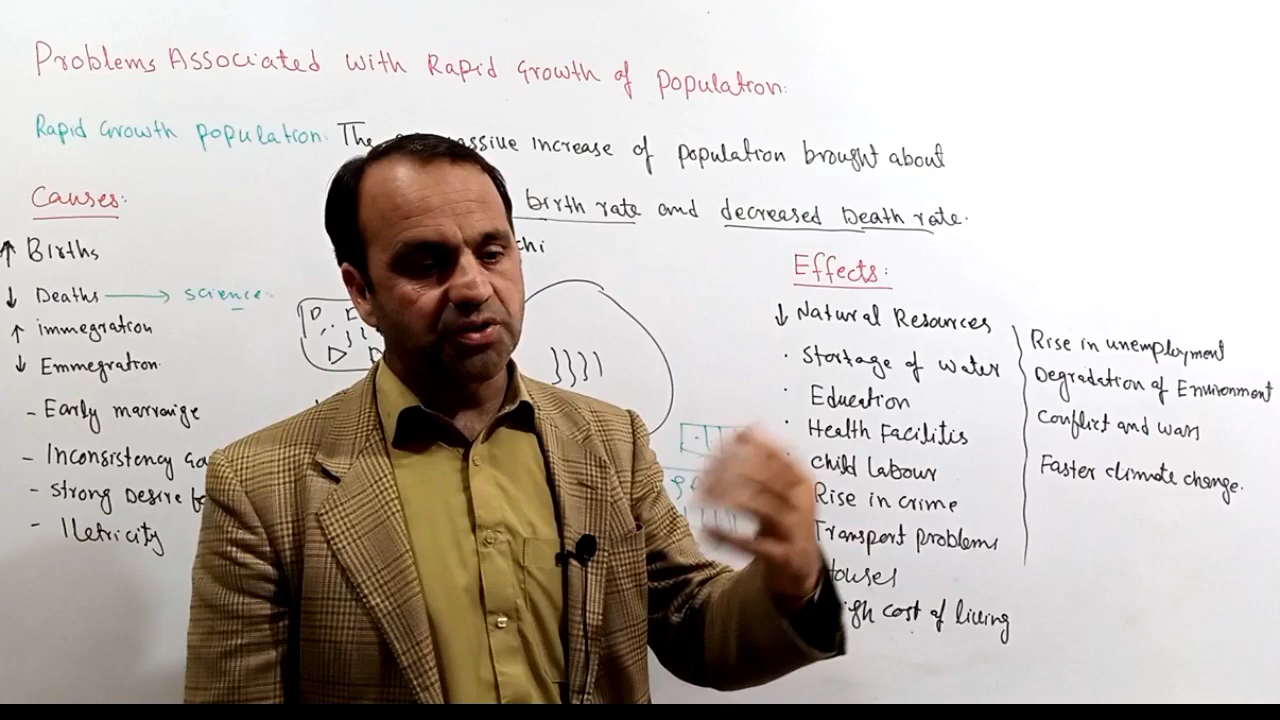 Problems Associated with Rapid Growth of Population:
Rapid Growth population: The increase of population brought about
birth rate and decreased Death rate.
Causes:
↑ Births
↓ Deaths → science.
↑ immegration
↓ Emmegration
- Early marraige
- Inconsistency
- strong Desire
- Iletricity
chi
Effects:
↓ Natural Resources
· Stortage of water
· Education
· Health Facilitis
child labour
Rise in crime
Transport problems
Houses
High cost of living
Rise in unemployment
Degradation of Environment
Conflict and wars
Faster climate change.